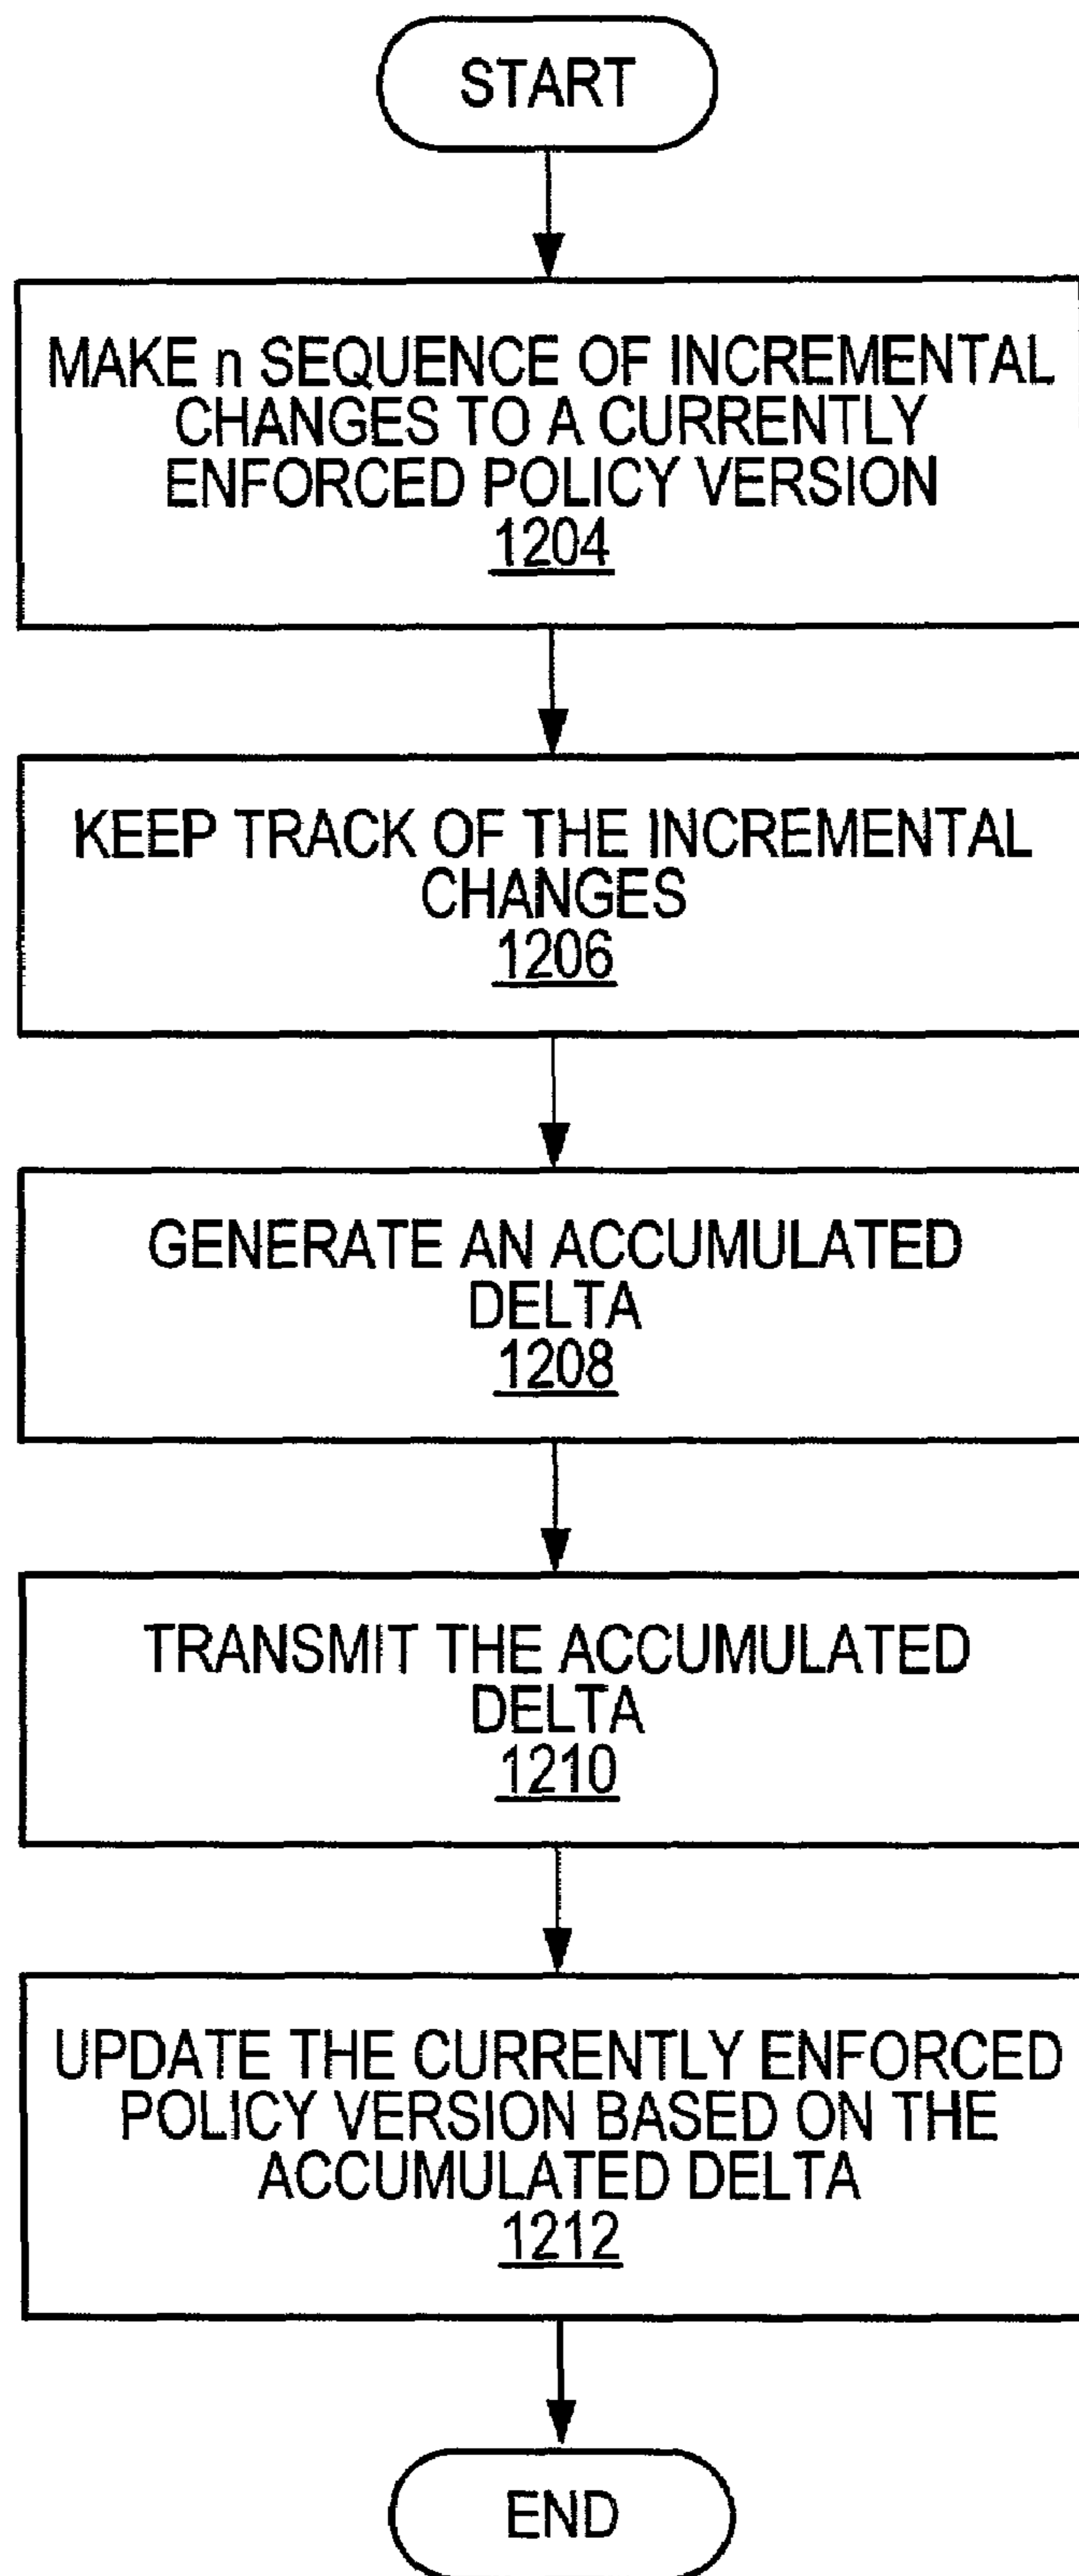 START
MAKE n SEQUENCE OF INCREMENTAL
CHANGES TO A CURRENTLY
ENFORCED POLICY VERSION
1204
KEEP TRACK OF THE INCREMENTAL
CHANGES
1206
GENERATE AN ACCUMULATED
DELTA
1208
TRANSMIT THE ACCUMULATED
DELTA
1210
UPDATE THE CURRENTLY ENFORCED
POLICY VERSION BASED ON THE
ACCUMULATED DELTA
1212
END